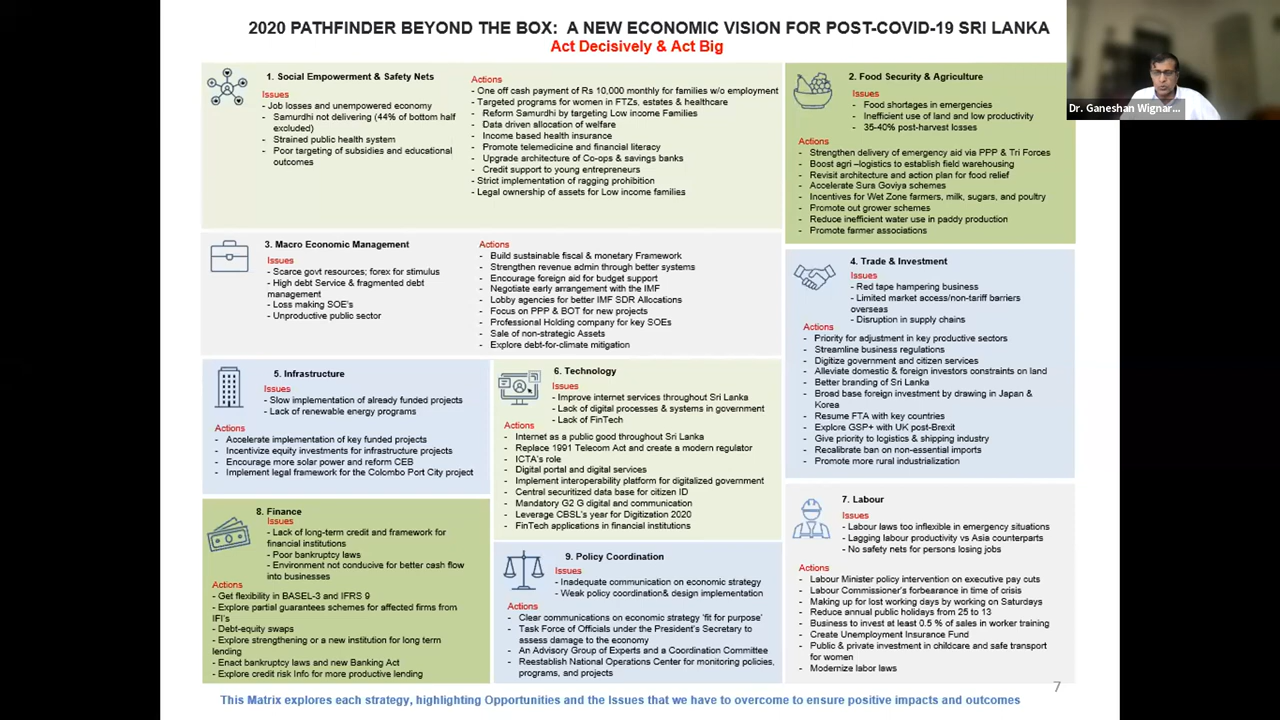 2020 PATHFINDER BEYOND THE BOX: A NEW ECONOMIC VISION FOR POST-COVID-19 SRI LANKA
Act Decisively & Act Big
Dr. Ganeshan Wignar...
1. Social Empowerment & Safety Nets
Issues
- Job losses and unempowered economy
- Samurdhi not delivering (44% of bottom half
excluded)
- Strained public health system
- Poor targeting of subsidies and educational
outcomes
Actions
- One off cash payment of Rs 10,000 monthly for families w/o employment
- Targeted programs for women in FTZs, estates & healthcare
- Reform Samurdhi by targeting Low income Families
- Data driven allocation of welfare
- Income based health insurance
- Promote telemedicine and financial literacy
- Upgrade architecture of Co-ops & savings banks
- Credit support to young entrepreneurs
- Strict implementation of ragging prohibition
- Legal ownership of assets for Low income families
2. Food Security & Agriculture
Issues
- Food shortages in emergencies
- Inefficient use of land and low productivity
- 35-40% post-harvest losses
Actions
- Strengthen delivery of emergency aid via PPP & Tri Forces
- Boost agri –logistics to establish field warehousing
- Revisit architecture and action plan for food relief
- Accelerate Sura Goviya schemes
- Incentives for Wet Zone farmers, milk, sugars, and poultry
- Promote out grower schemes
- Reduce inefficient water use in paddy production
- Promote farmer associations
3. Macro Economic Management
Issues
- Scarce govt resources; forex for stimulus
- High debt Service & fragmented debt
management
- Loss making SOE's
- Unproductive public sector
Actions
- Build sustainable fiscal & monetary Framework
- Strengthen revenue admin through better systems
- Encourage foreign aid for budget support
- Negotiate early arrangement with the IMF
- Lobby agencies for better IMF SDR Allocations
- Focus on PPP & BOT for new projects
- Professional Holding company for key SOEs
- Sale of non-strategic Assets
- Explore debt-for-climate mitigation
4. Trade & Investment
Issues
- Red tape hampering business
- Limited market access/non-tariff barriers
overseas
- Disruption in supply chains
Actions
- Priority for adjustment in key productive sectors
- Streamline business regulations
- Digitize government and citizen services
- Alleviate domestic & foreign investors constraints on land
- Better branding of Sri Lanka
- Broad base foreign investment by drawing in Japan &
Korea
- Resume FTA with key countries
- Explore GSP+ with UK post-Brexit
- Give priority to logistics & shipping industry
- Recalibrate ban on non-essential imports
- Promote more rural industrialization
5. Infrastructure
Issues
- Slow implementation of already funded projects
- Lack of renewable energy programs
Actions
- Accelerate implementation of key funded projects
- Incentivize equity investments for infrastructure projects
- Encourage more solar power and reform CEB
- Implement legal framework for the Colombo Port City project
6. Technology
Issues
- Improve internet services throughout Sri Lanka
- Lack of digital processes & systems in government
- Lack of FinTech
Actions
- Internet as a public good throughout Sri Lanka
- Replace 1991 Telecom Act and create a modern regulator
- ICTA's role
- Digital portal and digital services
- Implement interoperability platform for digitalized government
- Central securitized data base for citizen ID
- Mandatory G2 G digital and communication
- Leverage CBSL's year for Digitization 2020
- FinTech applications in financial institutions
7. Labour
Issues
- Labour laws too inflexible in emergency situations
- Lagging labour productivity vs Asia counterparts
- No safety nets for persons losing jobs
Actions
- Labour Minister policy intervention on executive pay cuts
- Labour Commissioner's forbearance in time of crisis
- Making up for lost working days by working on Saturdays
- Reduce annual public holidays from 25 to 13
- Business to invest at least 0.5 % of sales in worker training
- Create Unemployment Insurance Fund
- Public & private investment in childcare and safe transport
for women
- Modernize labor laws
8. Finance
Issues
- Lack of long-term credit and framework for
financial institutions
- Poor bankruptcy laws
- Environment not conducive for better cash flow
into businesses
Actions
- Get flexibility in BASEL-3 and IFRS 9
- Explore partial guarantees schemes for affected firms from
IFI's
- Debt-equity swaps
- Explore strengthening or a new institution for long term
lending
- Enact bankruptcy laws and new Banking Act
- Explore credit risk Info for more productive lending
9. Policy Coordination
Issues
- Inadequate communication on economic strategy
- Weak policy coordination& design implementation
Actions
- Clear communications on economic strategy 'fit for purpose'
- Task Force of Officials under the President's Secretary to
assess damage to the economy
- An Advisory Group of Experts and a Coordination Committee
- Reestablish National Operations Center for monitoring policies,
programs, and projects
7
This Matrix explores each strategy, highlighting Opportunities and the Issues that we have to overcome to ensure positive impacts and outcomes